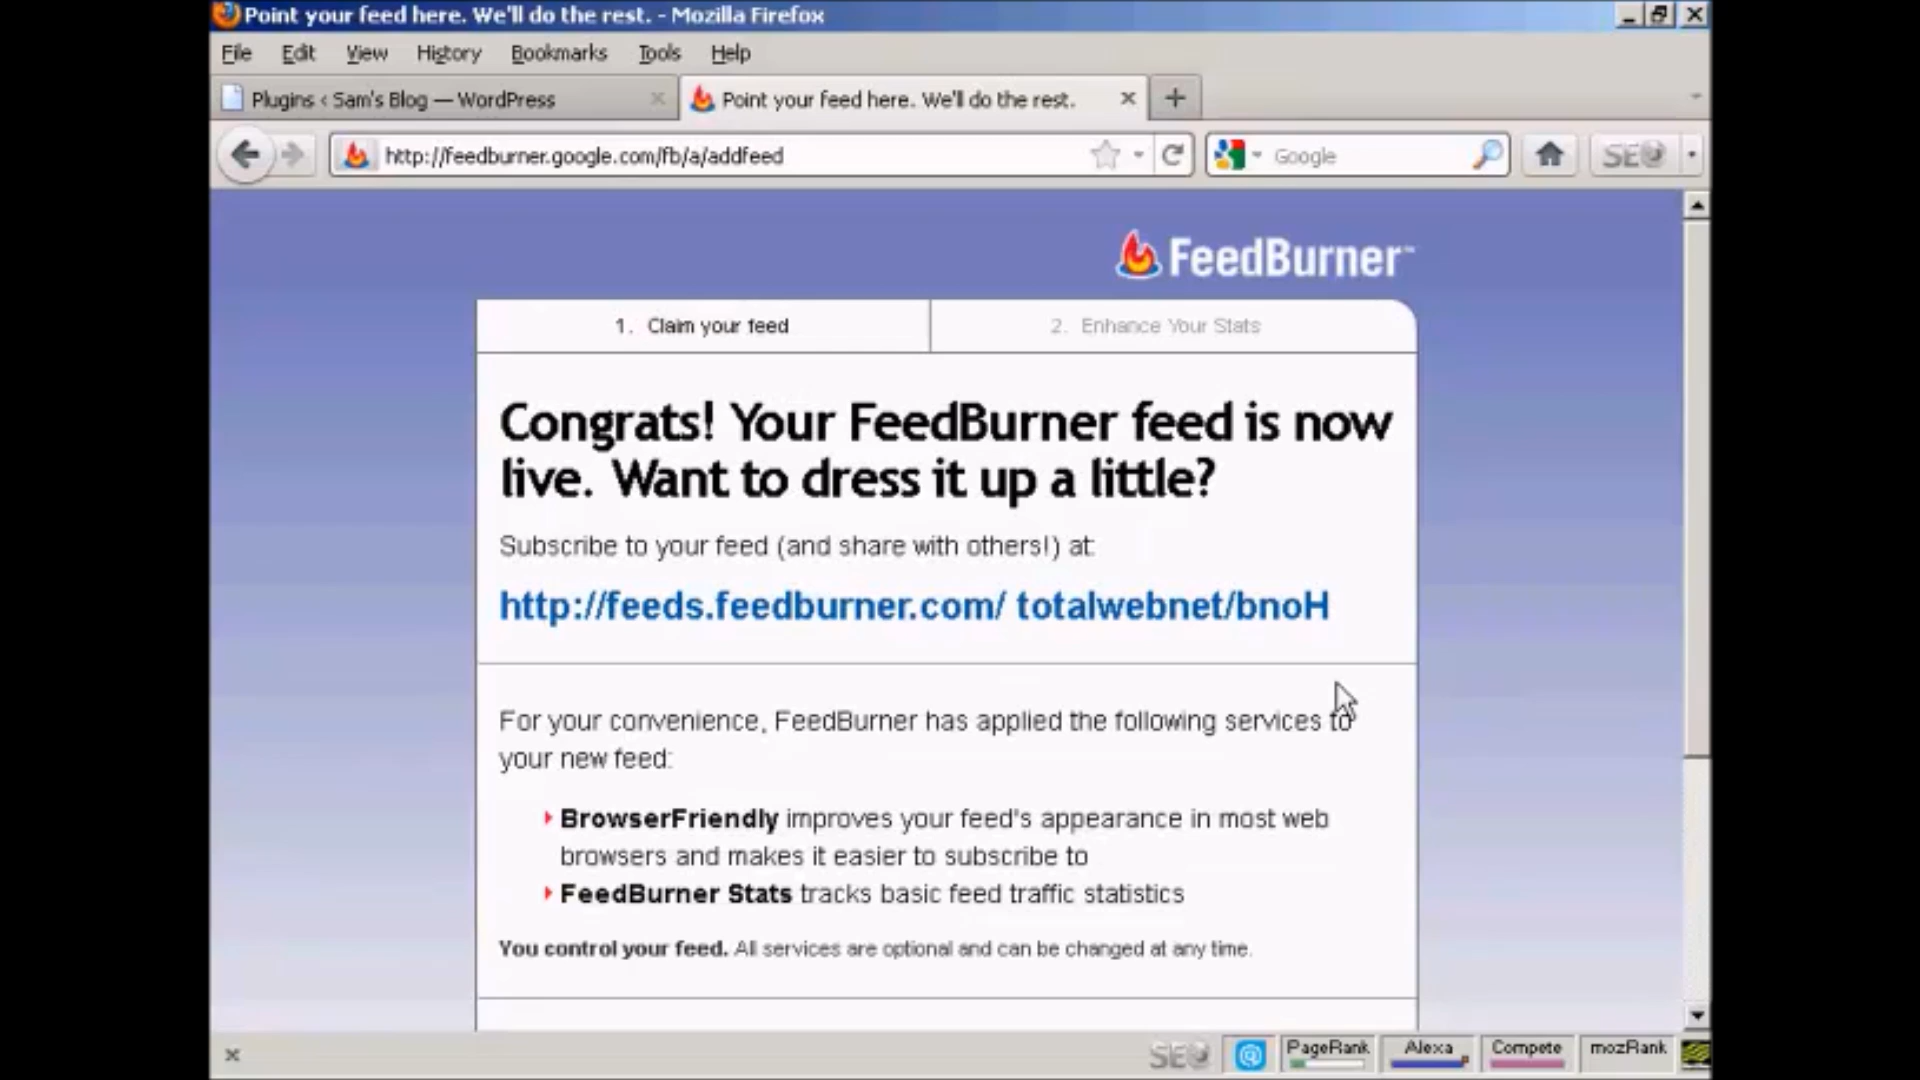 Point your feed here. We'll do the rest. - Mozilla Firefox
File Edit View History Bookmarks Tools Help
Plugins ‹ Sam's Blog — WordPress
Point your feed here. We'll do the rest.
http://feedburner.google.com/fb/a/addfeed
Google
SEO
FeedBurner™
1. Claim your feed
2. Enhance Your Stats
Congrats! Your FeedBurner feed is now
live. Want to dress it up a little?
Subscribe to your feed (and share with others!) at:
http://feeds.feedburner.com/ totalwebnet/bnoH
For your convenience, FeedBurner has applied the following services to
your new feed:
BrowserFriendly improves your feed's appearance in most web
browsers and makes it easier to subscribe to
FeedBurner Stats tracks basic feed traffic statistics
You control your feed. All services are optional and can be changed at any time.
SEO PageRank Alexa Compete mozRank